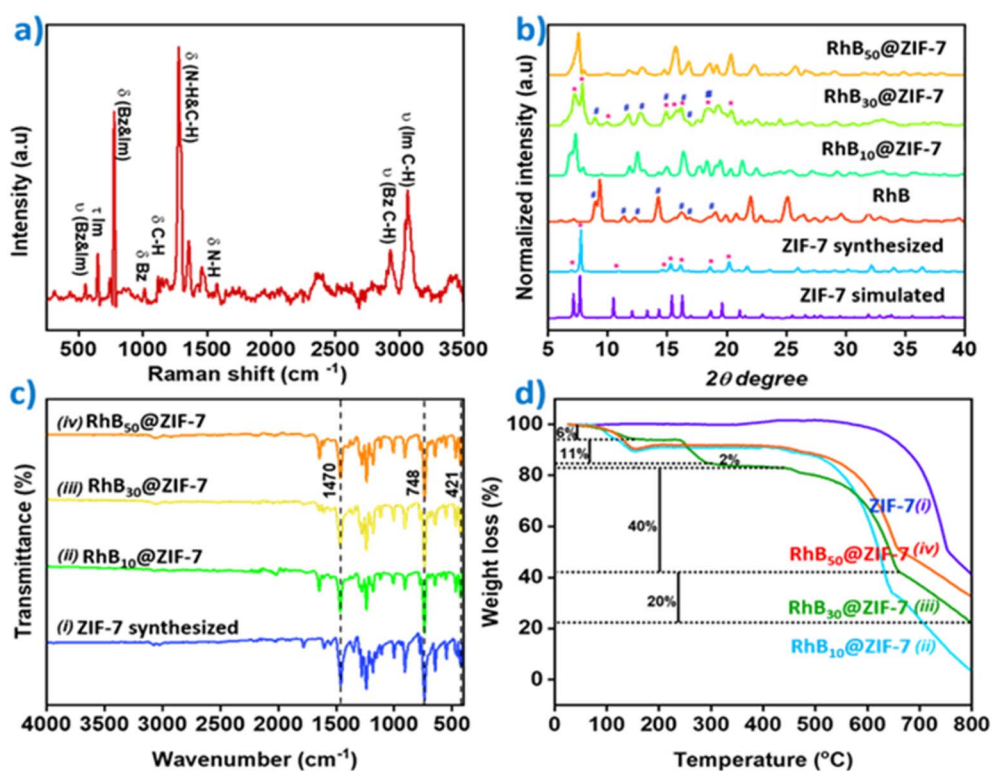 a)
Intensity (a.u)
υ (Bz&Im)
τ Im
δ (Bz&Im)
δ Bz
δ C-H
δ (N-H&C-H)
δ N-H
υ (Bz C-H)
υ (Im C-H)
500 1000 1500 2000 2500 3000 3500
Raman shift (cm -1)
b)
Normalized intensity (a.u)
RhB50@ZIF-7
RhB30@ZIF-7
RhB10@ZIF-7
RhB
ZIF-7 synthesized
ZIF-7 simulated
5 10 15 20 25 30 35 40
2θ degree
c)
Transmittance (%)
(iv) RhB50@ZIF-7
(iii) RhB30@ZIF-7
(ii) RhB10@ZIF-7
(i) ZIF-7 synthesized
1470
748
421
4000 3500 3000 2500 2000 1500 1000 500
Wavenumber (cm-1)
d)
Weight loss (%)
100
80
60
40
20
0
6%
11%
2%
40%
20%
ZIF-7(i)
RhB50@ZIF-7 (iv)
RhB30@ZIF-7 (iii)
RhB10@ZIF-7 (ii)
0 100 200 300 400 500 600 700 800
Temperature (oC)